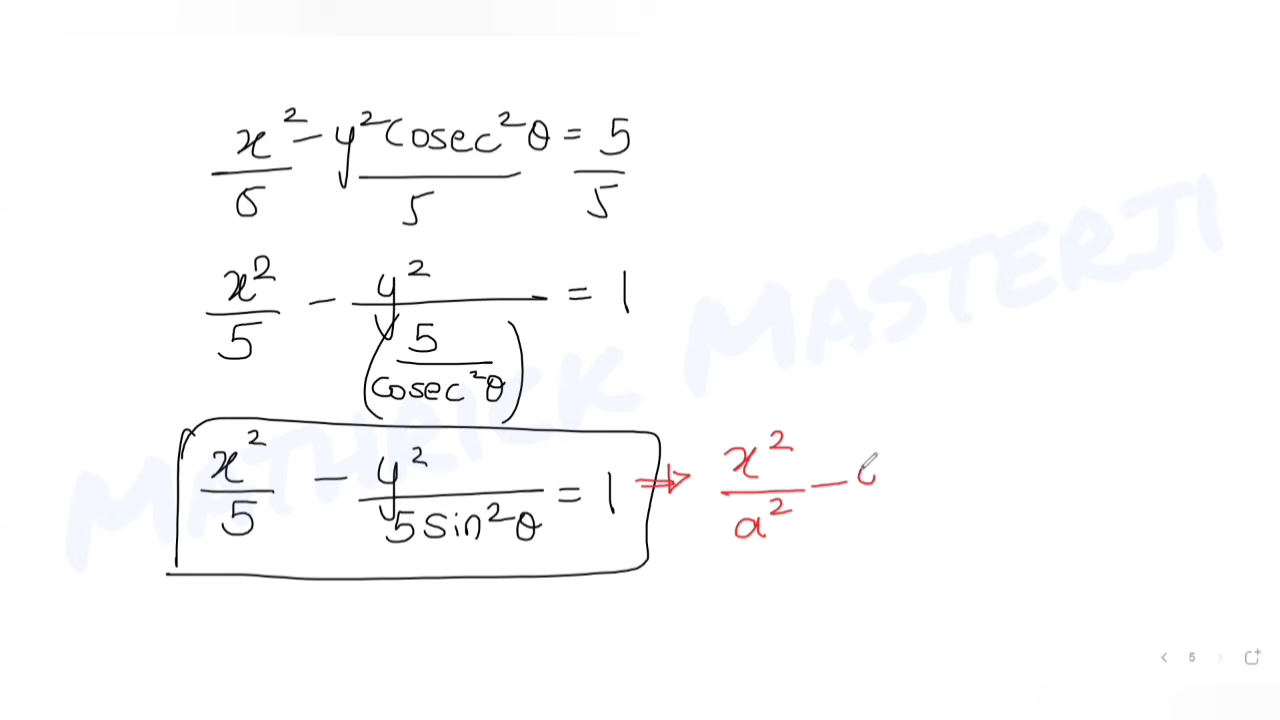 x² - y² cosec²θ = 5
6 5 5
x²/5 - y²/(5/cosec²θ) = 1
x²/5 - y²/5sin²θ = 1 ⇒ x²/a² -
MATHRICK MASTERJI
5